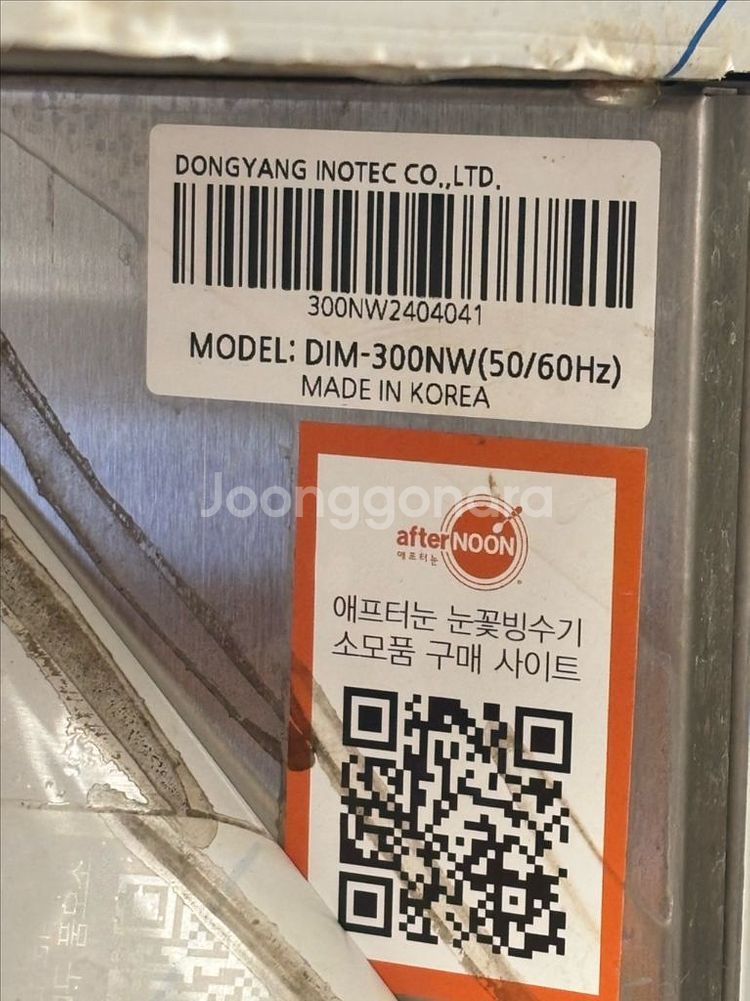 DONGYANG INOTEC CO.,LTD.
300NW2404041
MODEL: DIM-300NW(50/60Hz)
MADE IN KOREA
Joonggonara
afterNOON
애프터눈
애프터눈 눈꽃빙수기
소모품 구매 사이트